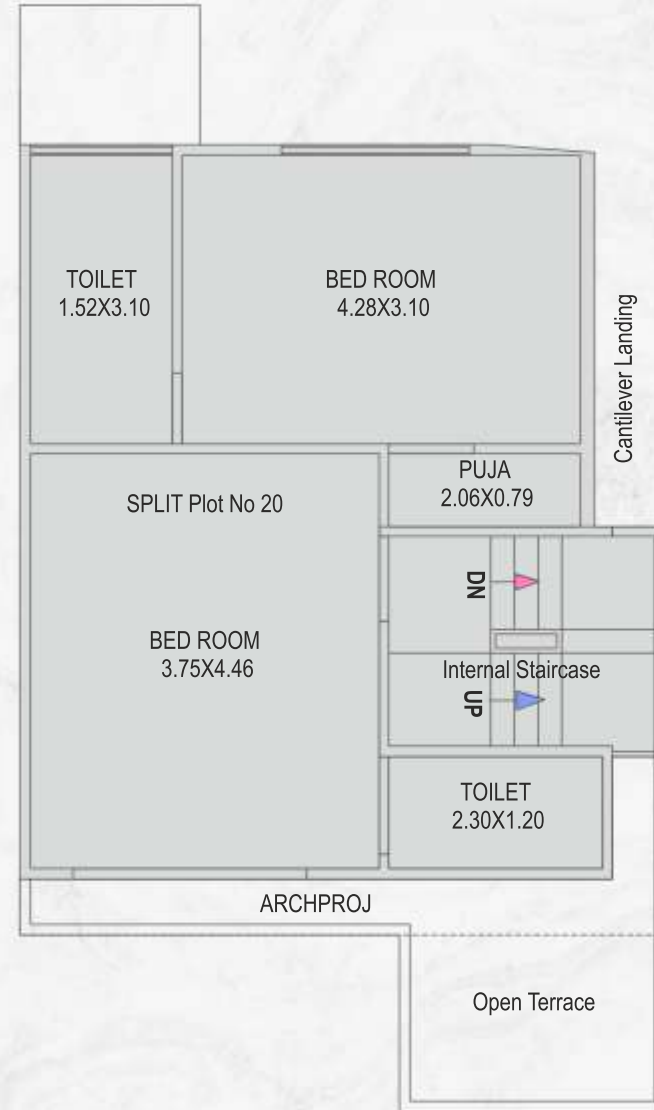 TOILET
1.52X3.10
BED ROOM
4.28X3.10
Cantilever Landing
PUJA
2.06X0.79
SPLIT Plot No 20
DN
BED ROOM
3.75X4.46
Internal Staircase
UP
TOILET
2.30X1.20
ARCHPROJ
Open Terrace